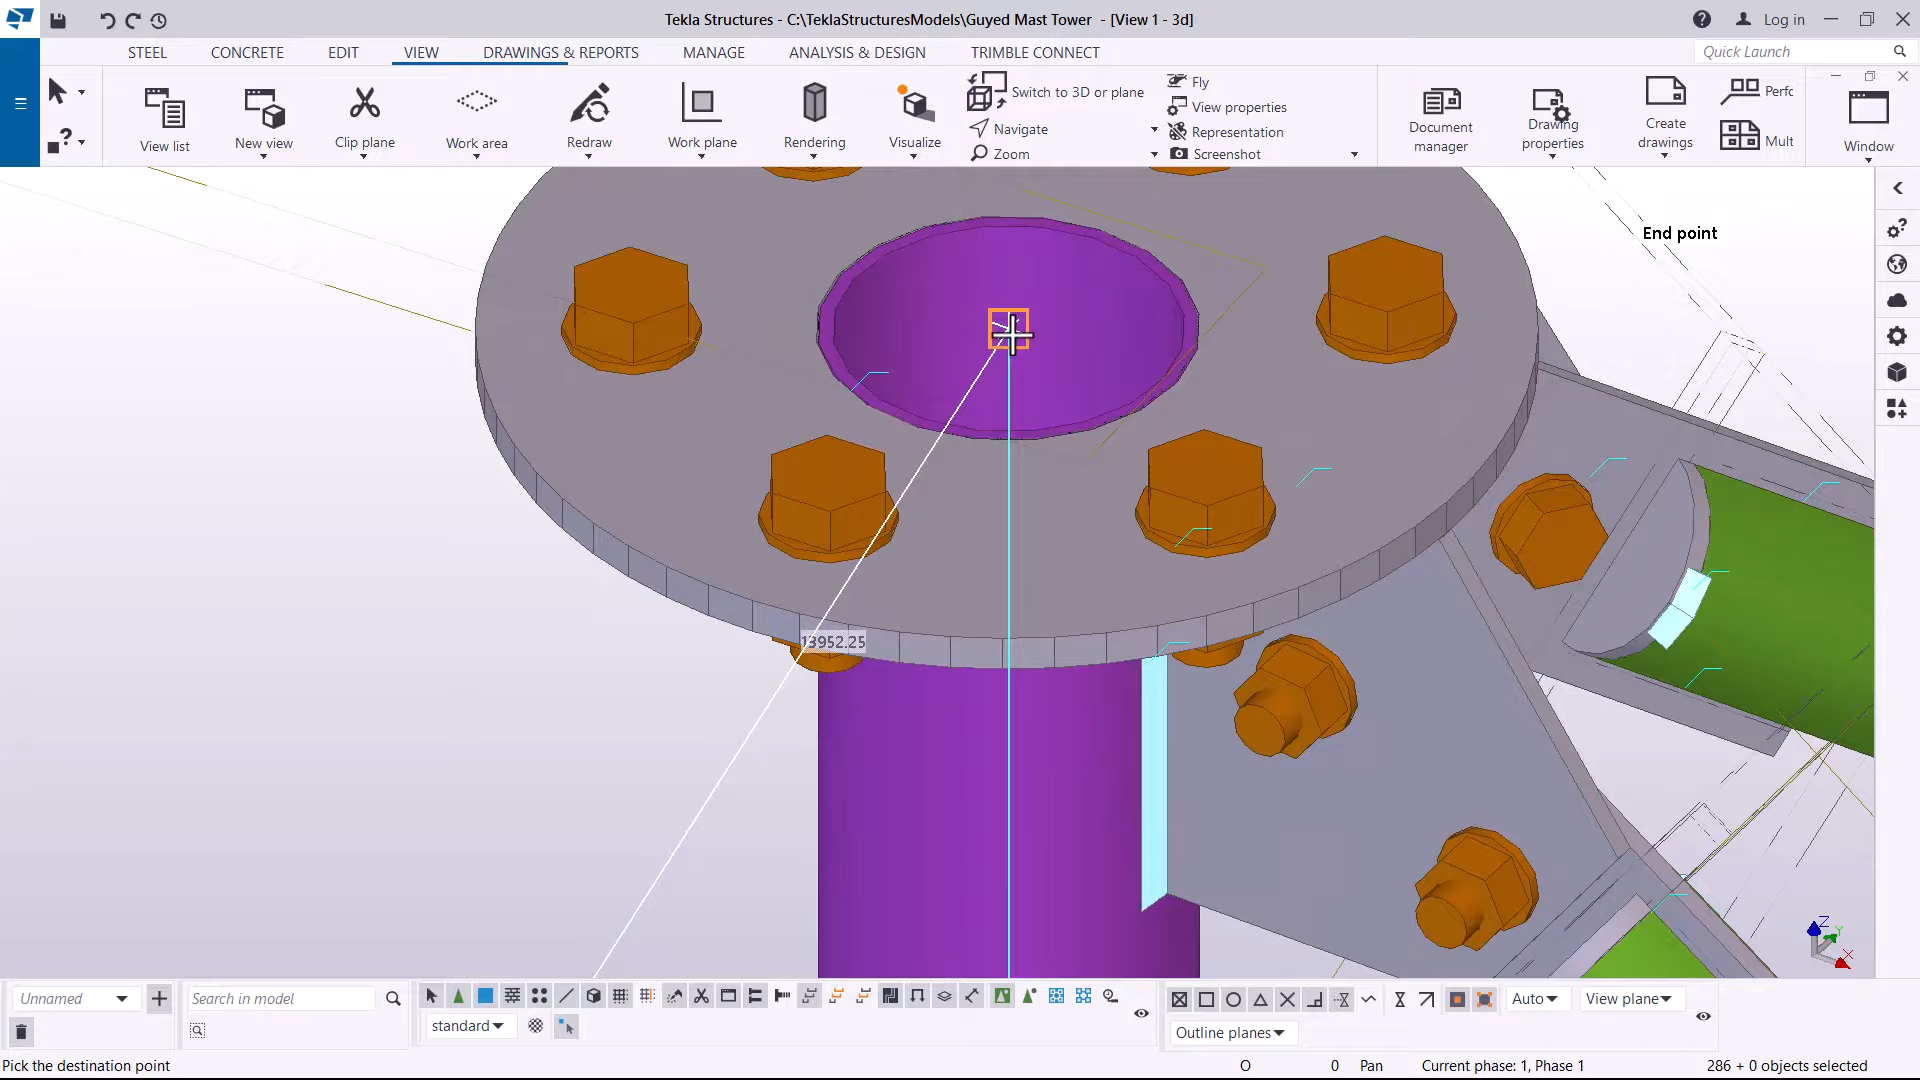 Tekla Structures - C:\TeklaStructuresModels\Guyed Mast Tower - [View 1 - 3d]
Log in
STEEL CONCRETE EDIT VIEW DRAWINGS & REPORTS MANAGE ANALYSIS & DESIGN TRIMBLE CONNECT
Quick Launch
View list
New view
Clip plane
Work area
Redraw
Work plane
Rendering
Visualize
Switch to 3D or plane
Navigate
Zoom
Fly
View properties
Representation
Screenshot
Document
manager
Drawing
properties
Create
drawings
Perfc
Mult
Window
End point
13952.25
Z
Y
X
Unnamed
Search in model
standard
Auto
View plane
Outline planes
Pick the destination point
O 0 Pan Current phase: 1, Phase 1 286 + 0 objects selected